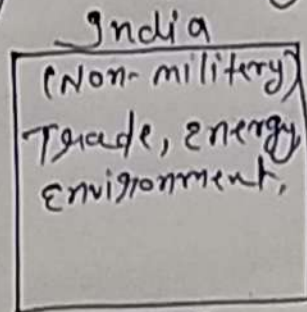 India
(Non-militery)
Trade, Energy
Environment,